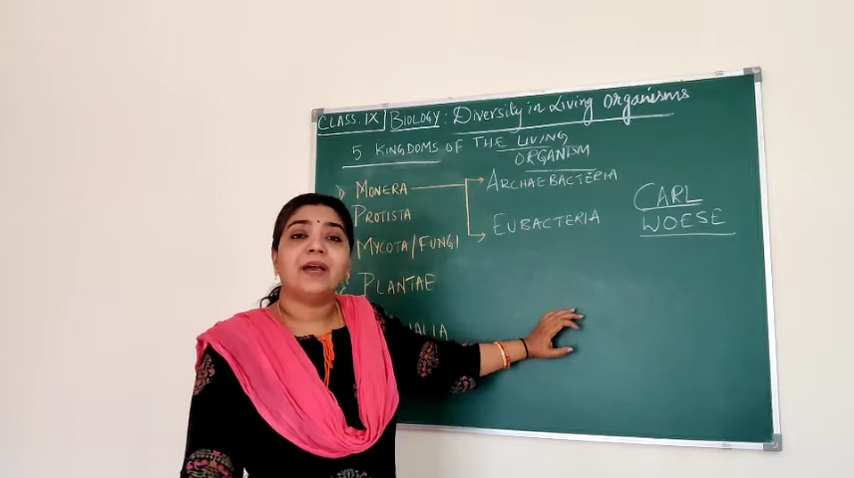 CLASS. IX BIOLOGY: Diversity in Living Organisms
5 KINGDOMS OF THE LIVING
ORGANISM
1) MONERA
ARCHAEBACTERIA
PROTISTA
EUBACTERIA
MYCOTA/FUNGI
PLANTAE
CARL
WOESE